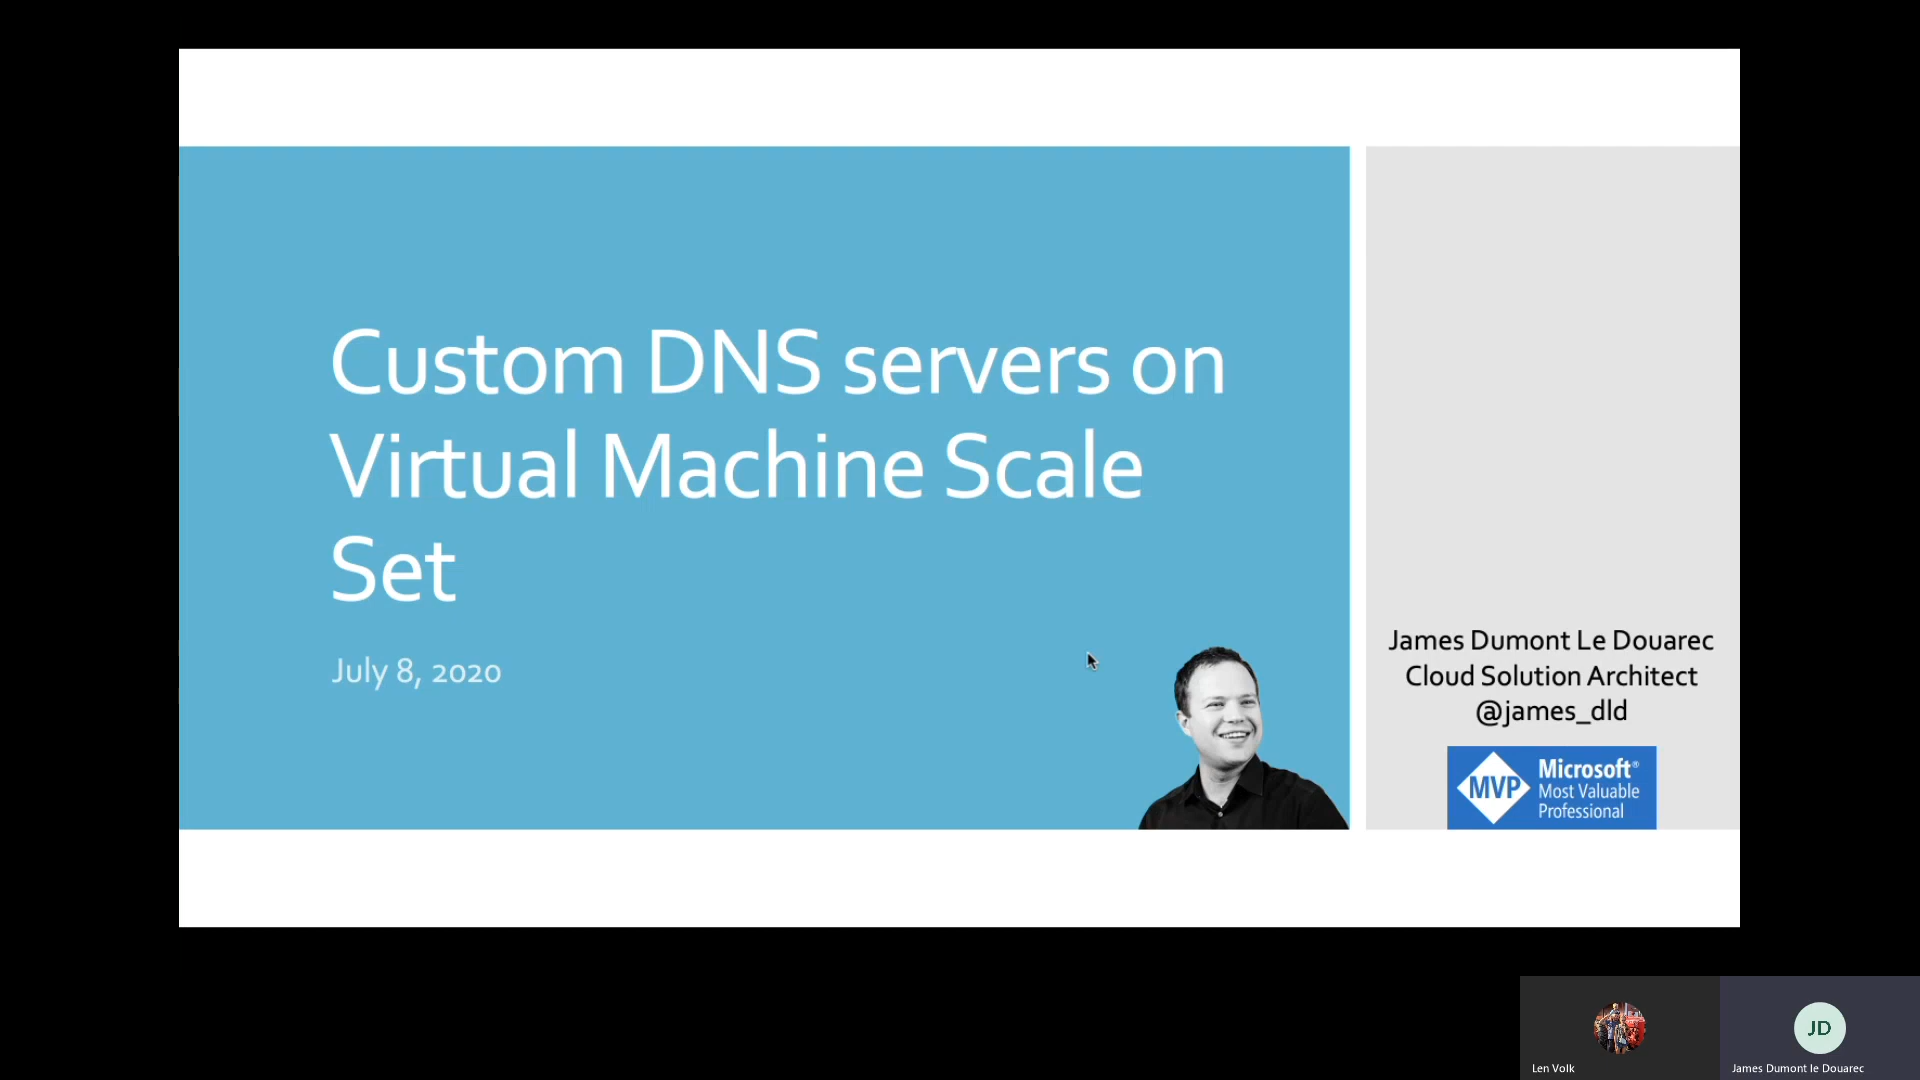 Custom DNS servers on
Virtual Machine Scale
Set
July 8, 2020
James Dumont Le Douarec
Cloud Solution Architect
@james_dld
MVP
Microsoft®
Most Valuable
Professional
JD
Len Volk
James Dumont le Douarec